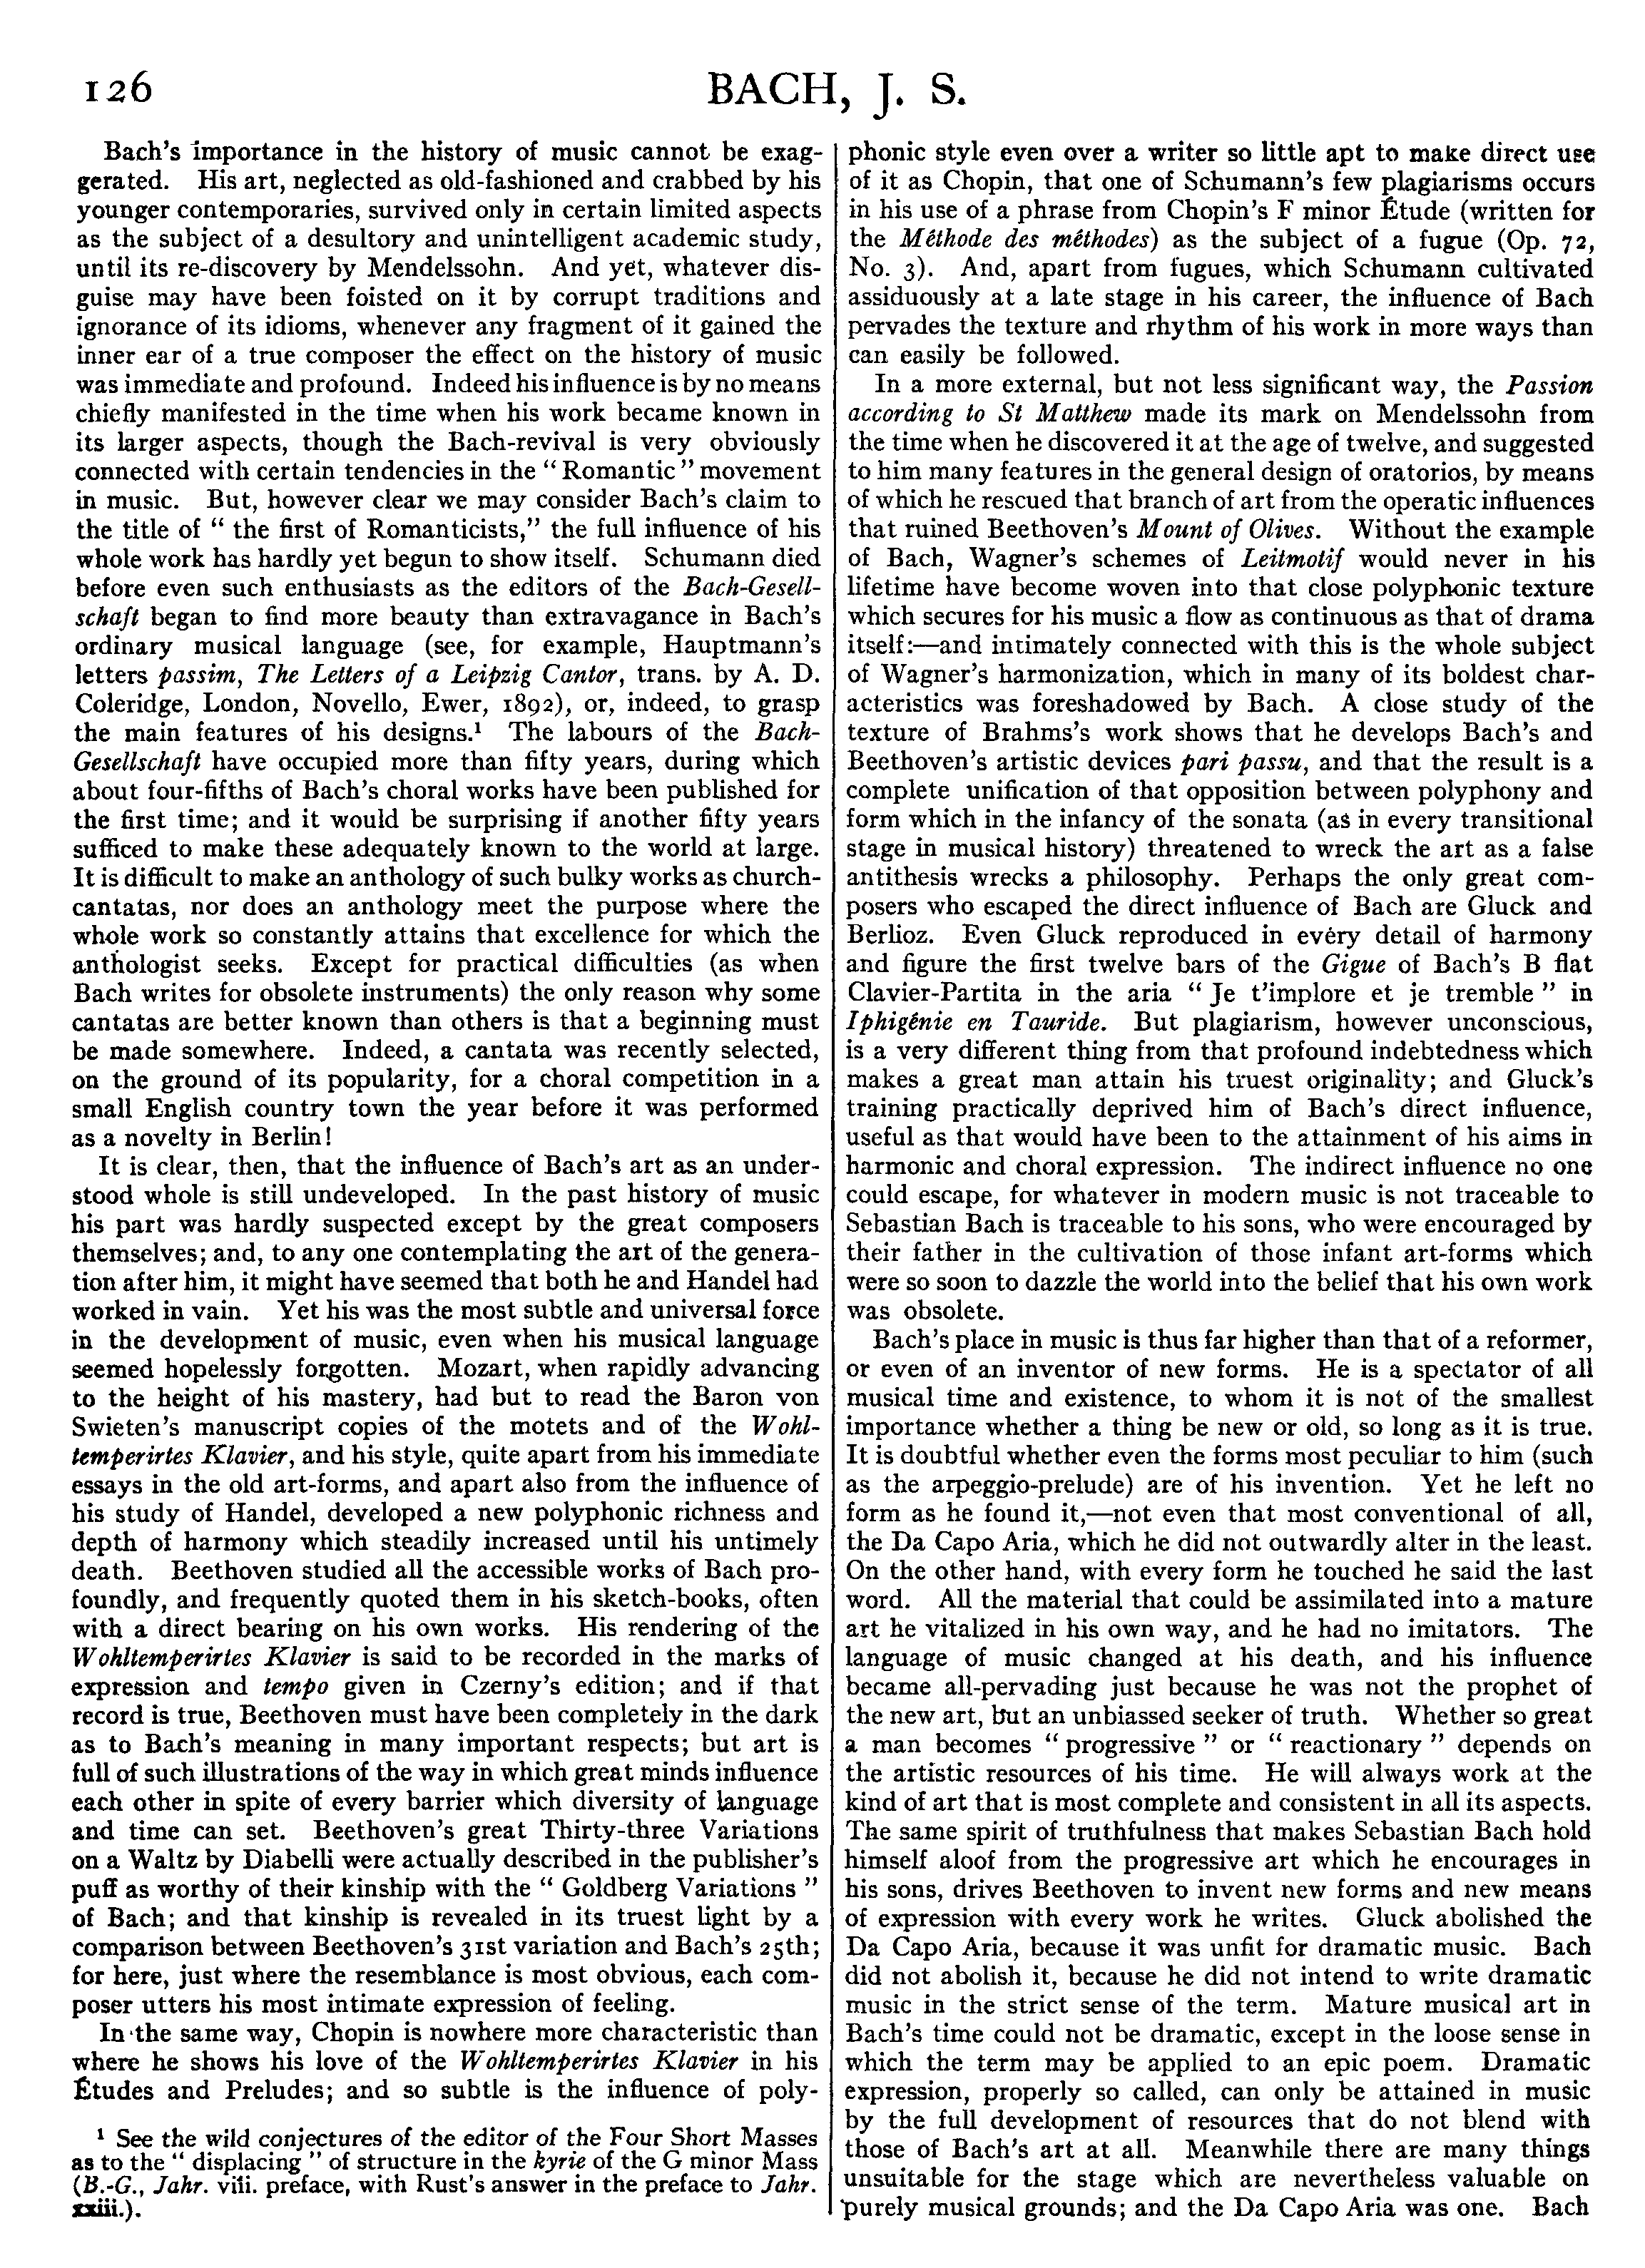 126
BACH, J. S.
Bach's importance in the history of music cannot be exag-
gerated. His art, neglected as old-fashioned and crabbed by his
younger contemporaries, survived only in certain limited aspects
as the subject of a desultory and unintelligent academic study,
until its re-discovery by Mendelssohn. And yet, whatever dis-
guise may have been foisted on it by corrupt traditions and
ignorance of its idioms, whenever any fragment of it gained the
inner ear of a true composer the effect on the history of music
was immediate and profound. Indeed his influence is by no means
chiefly manifested in the time when his work became known in
its larger aspects, though the Bach-revival is very obviously
connected with certain tendencies in the “Romantic” movement
in music. But, however clear we may consider Bach's claim to
the title of “ the first of Romanticists,” the full influence of his
whole work has hardly yet begun to show itself. Schumann died
before even such enthusiasts as the editors of the Bach-Gesell-
schaft began to find more beauty than extravagance in Bach's
ordinary musical language (see, for example, Hauptmann's
letters passim, The Letters of a Leipzig Cantor, trans. by A. D.
Coleridge, London, Novello, Ewer, 1892), or, indeed, to grasp
the main features of his designs.¹ The labours of the Bach-
Gesellschaft have occupied more than fifty years, during which
about four-fifths of Bach's choral works have been published for
the first time; and it would be surprising if another fifty years
sufficed to make these adequately known to the world at large.
It is difficult to make an anthology of such bulky works as church-
cantatas, nor does an anthology meet the purpose where the
whole work so constantly attains that excellence for which the
anthologist seeks. Except for practical difficulties (as when
Bach writes for obsolete instruments) the only reason why some
cantatas are better known than others is that a beginning must
be made somewhere. Indeed, a cantata was recently selected,
on the ground of its popularity, for a choral competition in a
small English country town the year before it was performed
as a novelty in Berlin!
It is clear, then, that the influence of Bach's art as an under-
stood whole is still undeveloped. In the past history of music
his part was hardly suspected except by the great composers
themselves; and, to any one contemplating the art of the genera-
tion after him, it might have seemed that both he and Handel had
worked in vain. Yet his was the most subtle and universal force
in the development of music, even when his musical language
seemed hopelessly forgotten. Mozart, when rapidly advancing
to the height of his mastery, had but to read the Baron von
Swieten's manuscript copies of the motets and of the Wohl-
temperirtes Klavier, and his style, quite apart from his immediate
essays in the old art-forms, and apart also from the influence of
his study of Handel, developed a new polyphonic richness and
depth of harmony which steadily increased until his untimely
death. Beethoven studied all the accessible works of Bach pro-
foundly, and frequently quoted them in his sketch-books, often
with a direct bearing on his own works. His rendering of the
Wohltemperirtes Klavier is said to be recorded in the marks of
expression and tempo given in Czerny's edition; and if that
record is true, Beethoven must have been completely in the dark
as to Bach's meaning in many important respects; but art is
full of such illustrations of the way in which great minds influence
each other in spite of every barrier which diversity of language
and time can set. Beethoven's great Thirty-three Variations
on a Waltz by Diabelli were actually described in the publisher's
puff as worthy of their kinship with the “ Goldberg Variations ”
of Bach; and that kinship is revealed in its truest light by a
comparison between Beethoven's 31st variation and Bach's 25th;
for here, just where the resemblance is most obvious, each com-
poser utters his most intimate expression of feeling.
In the same way, Chopin is nowhere more characteristic than
where he shows his love of the Wohltemperirtes Klavier in his
Études and Preludes; and so subtle is the influence of poly-
¹ See the wild conjectures of the editor of the Four Short Masses
as to the “ displacing ” of structure in the kyrie of the G minor Mass
(B.-G., Jahr. viii. preface, with Rust's answer in the preface to Jahr.
xxiii.).
phonic style even over a writer so little apt to make direct use
of it as Chopin, that one of Schumann's few plagiarisms occurs
in his use of a phrase from Chopin's F minor Étude (written for
the Méthode des méthodes) as the subject of a fugue (Op. 72,
No. 3). And, apart from fugues, which Schumann cultivated
assiduously at a late stage in his career, the influence of Bach
pervades the texture and rhythm of his work in more ways than
can easily be followed.
In a more external, but not less significant way, the Passion
according to St Matthew made its mark on Mendelssohn from
the time when he discovered it at the age of twelve, and suggested
to him many features in the general design of oratorios, by means
of which he rescued that branch of art from the operatic influences
that ruined Beethoven's Mount of Olives. Without the example
of Bach, Wagner's schemes of Leitmotif would never in his
lifetime have become woven into that close polyphonic texture
which secures for his music a flow as continuous as that of drama
itself:—and intimately connected with this is the whole subject
of Wagner's harmonization, which in many of its boldest char-
acteristics was foreshadowed by Bach. A close study of the
texture of Brahms's work shows that he develops Bach's and
Beethoven's artistic devices pari passu, and that the result is a
complete unification of that opposition between polyphony and
form which in the infancy of the sonata (as in every transitional
stage in musical history) threatened to wreck the art as a false
antithesis wrecks a philosophy. Perhaps the only great com-
posers who escaped the direct influence of Bach are Gluck and
Berlioz. Even Gluck reproduced in every detail of harmony
and figure the first twelve bars of the Gigue of Bach's B flat
Clavier-Partita in the aria “ Je t'implore et je tremble ” in
Iphigénie en Tauride. But plagiarism, however unconscious,
is a very different thing from that profound indebtedness which
makes a great man attain his truest originality; and Gluck's
training practically deprived him of Bach's direct influence,
useful as that would have been to the attainment of his aims in
harmonic and choral expression. The indirect influence no one
could escape, for whatever in modern music is not traceable to
Sebastian Bach is traceable to his sons, who were encouraged by
their father in the cultivation of those infant art-forms which
were so soon to dazzle the world into the belief that his own work
was obsolete.
Bach's place in music is thus far higher than that of a reformer,
or even of an inventor of new forms. He is a spectator of all
musical time and existence, to whom it is not of the smallest
importance whether a thing be new or old, so long as it is true.
It is doubtful whether even the forms most peculiar to him (such
as the arpeggio-prelude) are of his invention. Yet he left no
form as he found it,—not even that most conventional of all,
the Da Capo Aria, which he did not outwardly alter in the least.
On the other hand, with every form he touched he said the last
word. All the material that could be assimilated into a mature
art he vitalized in his own way, and he had no imitators. The
language of music changed at his death, and his influence
became all-pervading just because he was not the prophet of
the new art, but an unbiassed seeker of truth. Whether so great
a man becomes “ progressive ” or “ reactionary ” depends on
the artistic resources of his time. He will always work at the
kind of art that is most complete and consistent in all its aspects.
The same spirit of truthfulness that makes Sebastian Bach hold
himself aloof from the progressive art which he encourages in
his sons, drives Beethoven to invent new forms and new means
of expression with every work he writes. Gluck abolished the
Da Capo Aria, because it was unfit for dramatic music. Bach
did not abolish it, because he did not intend to write dramatic
music in the strict sense of the term. Mature musical art in
Bach's time could not be dramatic, except in the loose sense in
which the term may be applied to an epic poem. Dramatic
expression, properly so called, can only be attained in music
by the full development of resources that do not blend with
those of Bach's art at all. Meanwhile there are many things
unsuitable for the stage which are nevertheless valuable on
purely musical grounds; and the Da Capo Aria was one. Bach